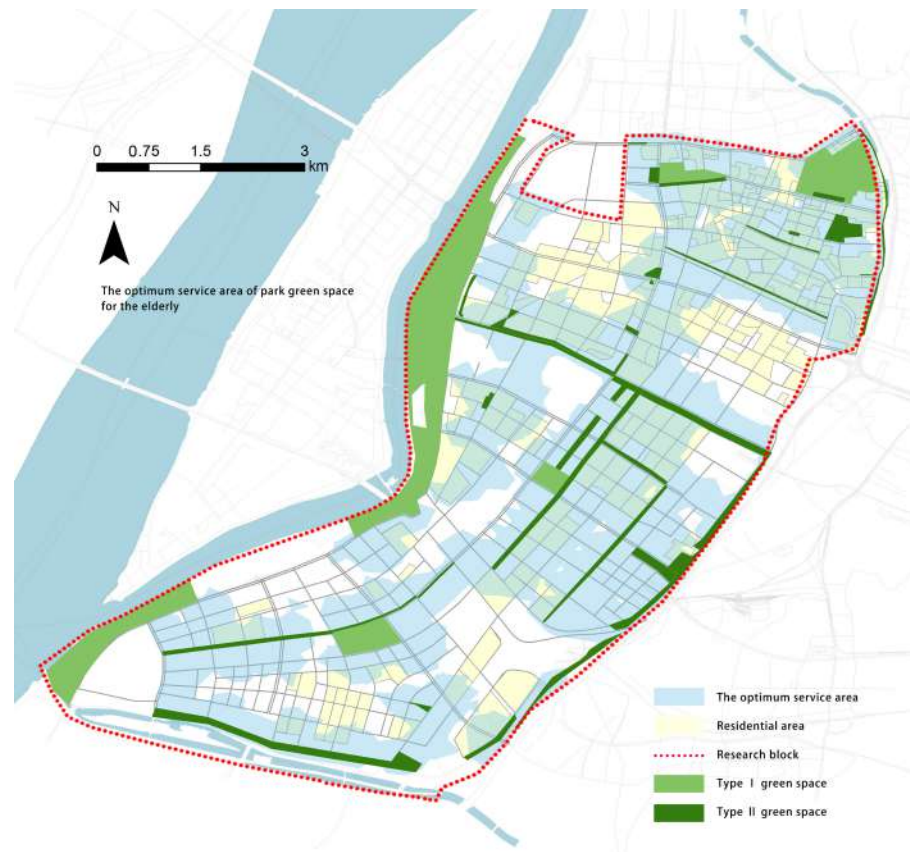 0 0.75 1.5 3
km
N
The optimum service area of park green space
for the elderly
The optimum service area
Residential area
Research block
Type I green space
Type II green space